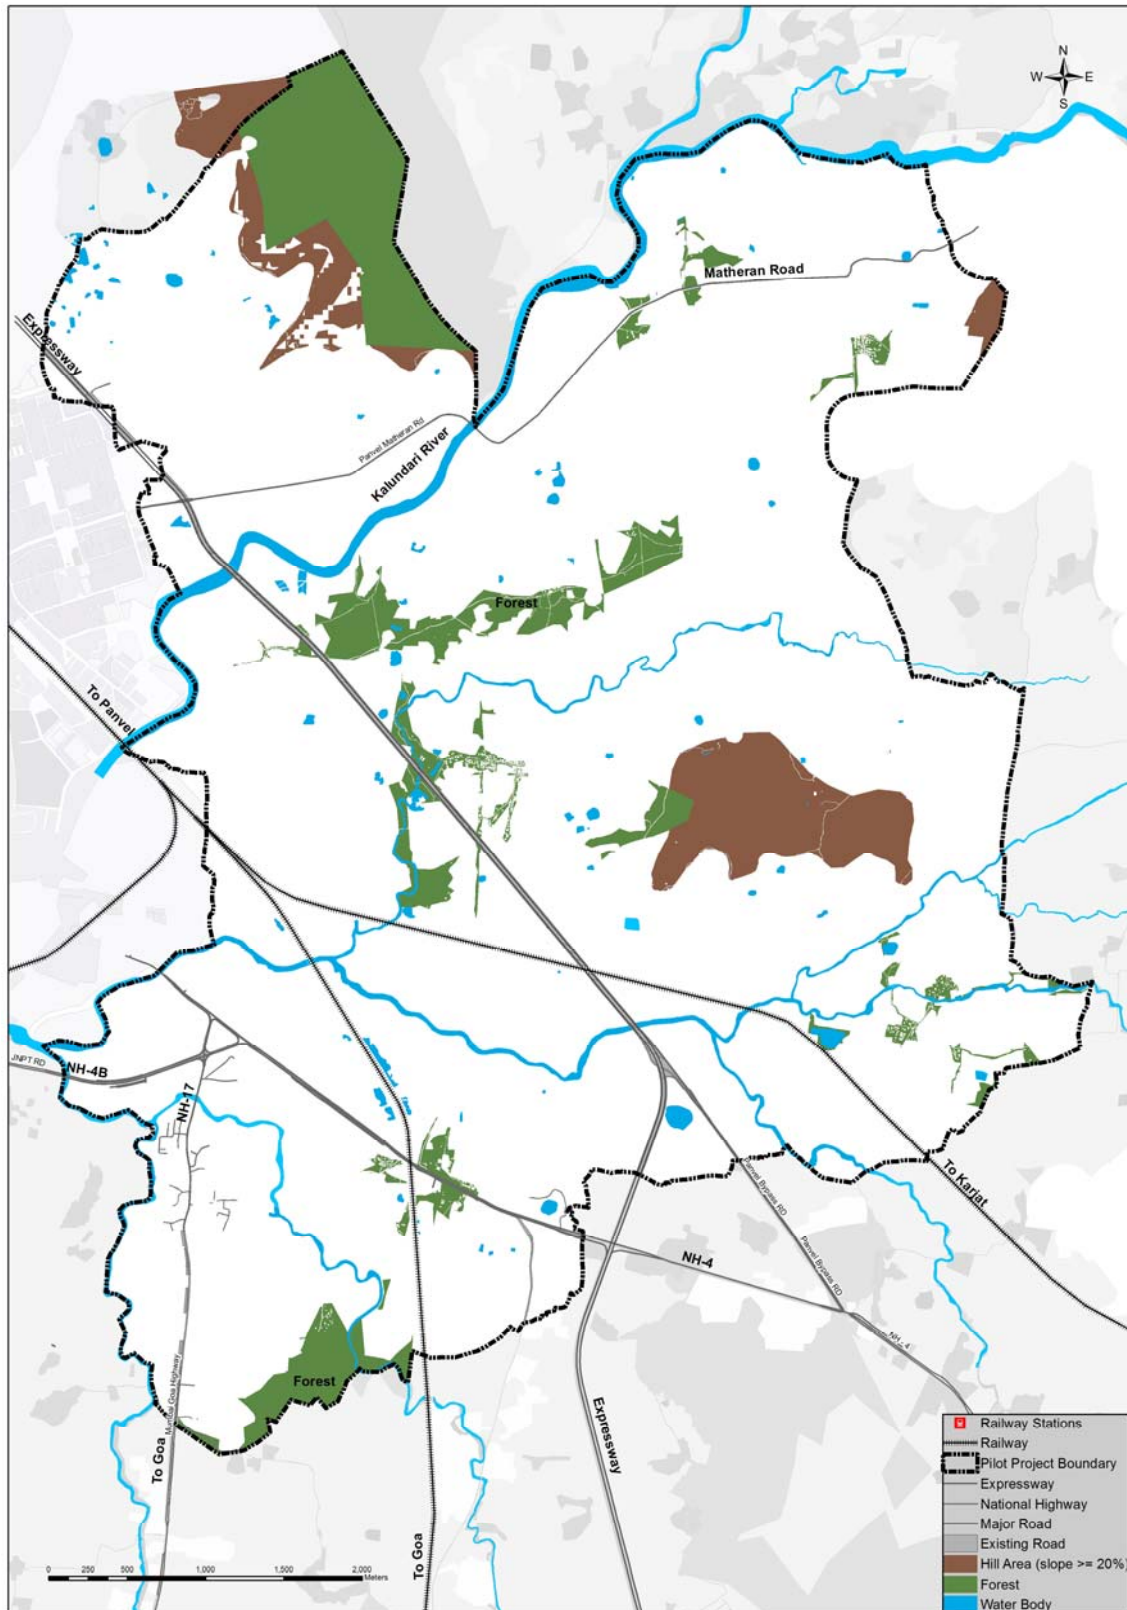 N
W E
S
Matheran Road
Expressway
Panvel Matheran Rd
Kalundari River
Forest
To Panvel
JNPT RD
NH-4B
NH-17
To Karjat
Panvel Bypass RD
Panvel Bypass RD
NH-4
NH - 4
Forest
Mumbai Goa Highway
To Goa
Expressway
To Goa
0 250 500 1,000 1,500 2,000
Meters
Railway Stations
Railway
Pilot Project Boundary
Expressway
National Highway
Major Road
Existing Road
Hill Area (slope >= 20%)
Forest
Water Body